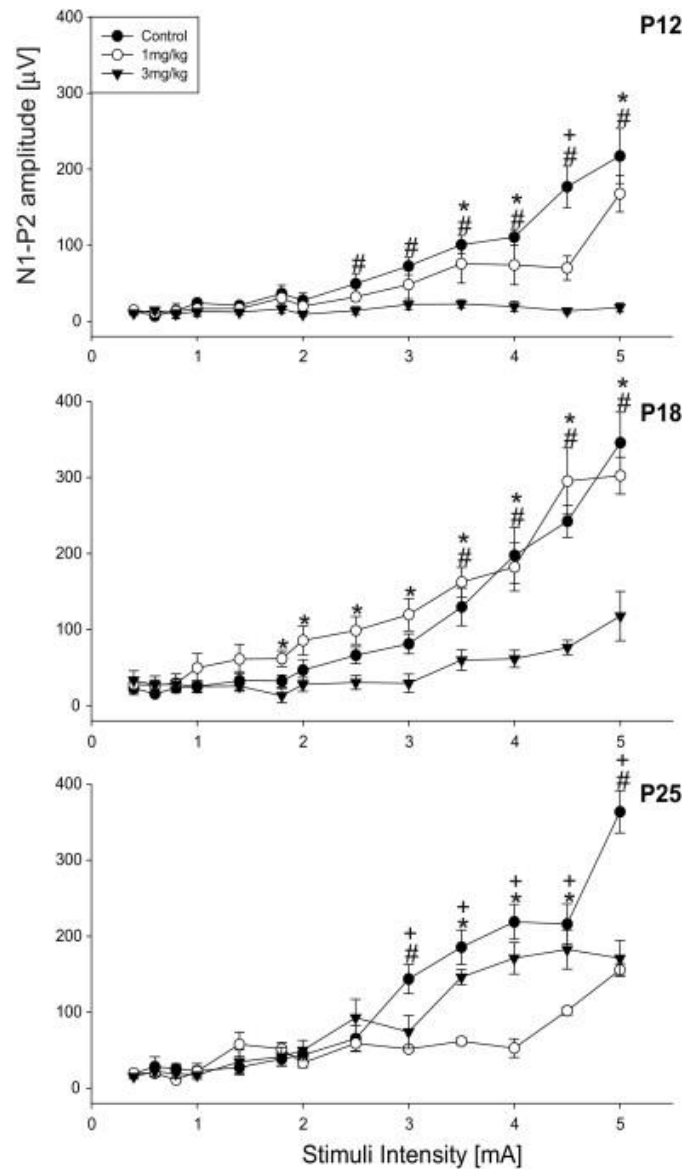 P12
Control
1mg/kg
3mg/kg
N1-P2 amplitude [µV]
400
300
200
100
0
# # * # * # + # * #
0 1 2 3 4 5
P18
400
300
200
100
0
* * * * * # * # * # * #
0 1 2 3 4 5
P25
400
300
200
100
0
+ # + * + * + * + #
0 1 2 3 4 5
Stimuli Intensity [mA]